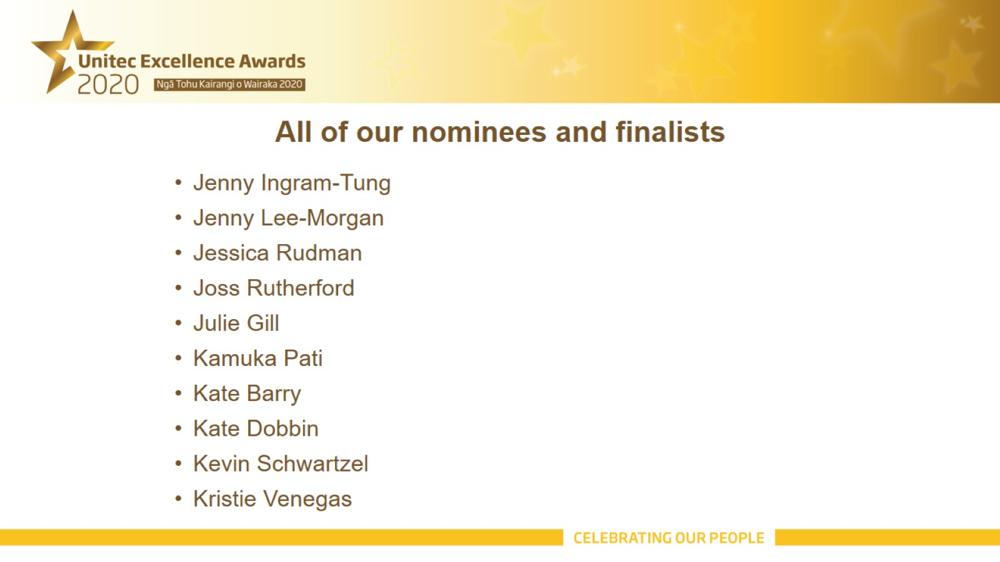 Unitec Excellence Awards
2020 Ngā Tohu Kairangi o Wairaka 2020
All of our nominees and finalists
• Jenny Ingram-Tung
• Jenny Lee-Morgan
• Jessica Rudman
• Joss Rutherford
• Julie Gill
• Kamuka Pati
• Kate Barry
• Kate Dobbin
• Kevin Schwartzel
• Kristie Venegas
CELEBRATING OUR PEOPLE